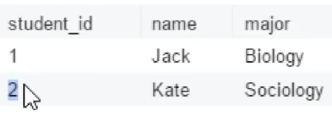 student_id name major
1 Jack Biology
2 Kate Sociology